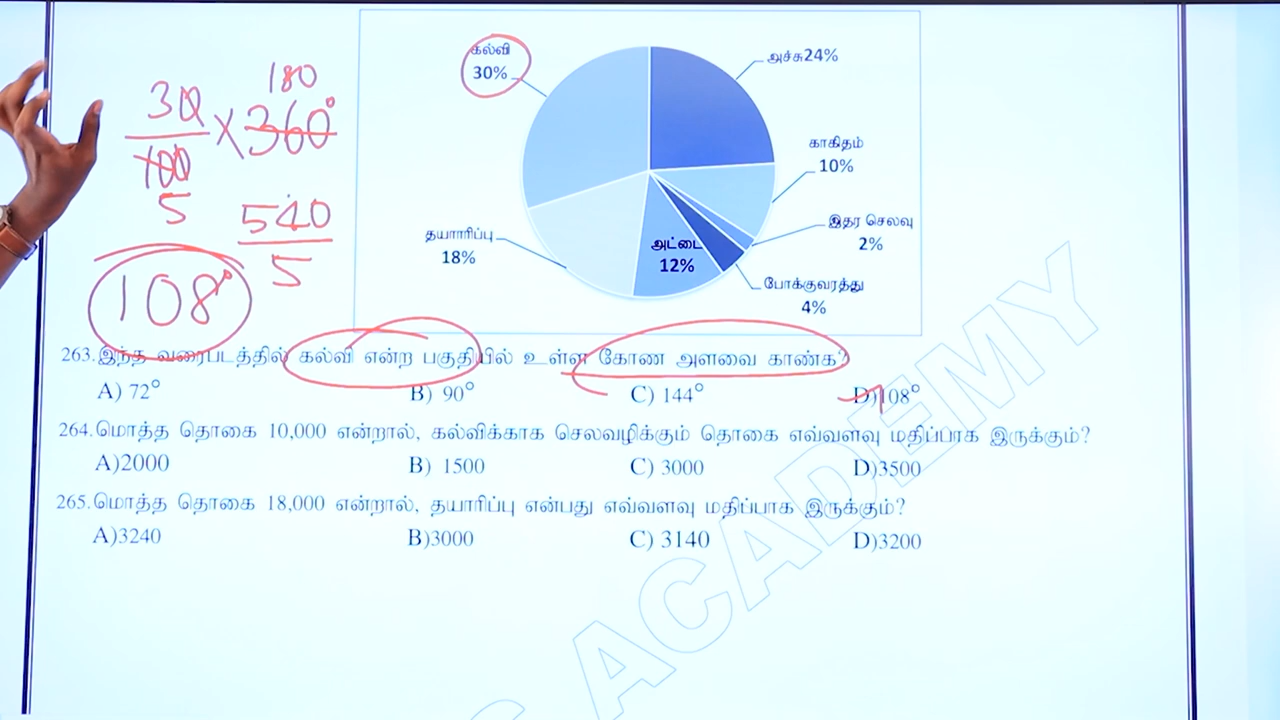 கல்வி
30%
அச்சு24%
காகிதம்
10%
இதர செலவு
2%
போக்குவரத்து
4%
அட்டை
12%
தயாாிப்பு
18%
30/100 × 360°
180
5
540/5
108°
263.இந்த வரைபடத்தில் கல்வி என்ற பகுதியில் உள்ள கோண அளவை காண்க?
A) 72° B) 90° C) 144° D)108°
264.மொத்த தொகை 10,000 என்றால், கல்விக்காக செலவழிக்கும் தொகை எவ்வளவு மதிப்பாக இருக்கும்?
A)2000 B) 1500 C) 3000 D)3500
265.மொத்த தொகை 18,000 என்றால், தயாரிப்பு என்பது எவ்வளவு மதிப்பாக இருக்கும்?
A)3240 B)3000 C) 3140 D)3200
ACADEMY